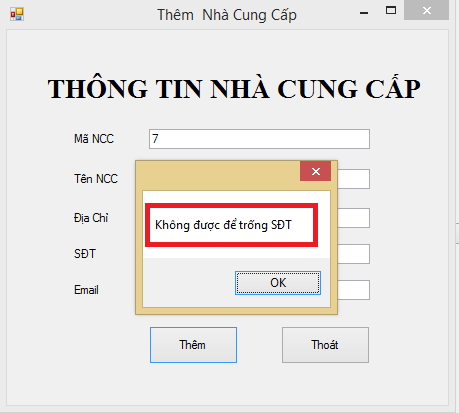 Thêm Nhà Cung Cấp
THÔNG TIN NHÀ CUNG CẤP
Mã NCC
7
Tên NCC
Địa Chỉ
SĐT
Email
Không được để trống SĐT
OK
Thêm
Thoát